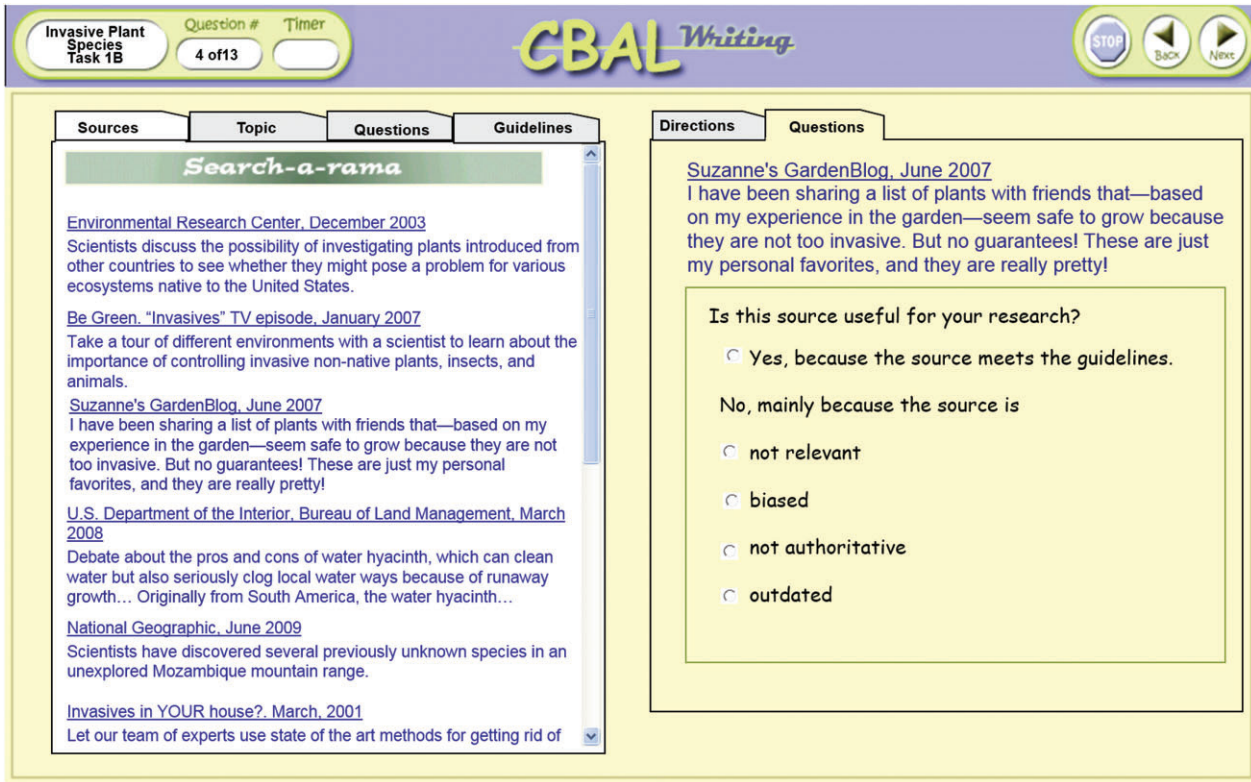 Invasive Plant
Species
Task 1B
Question #
4 of13
Timer
CBAL Writing
STOP
Back
Next
Sources
Topic
Questions
Guidelines
Search-a-rama
Environmental Research Center, December 2003
Scientists discuss the possibility of investigating plants introduced from
other countries to see whether they might pose a problem for various
ecosystems native to the United States.
Be Green. “Invasives” TV episode, January 2007
Take a tour of different environments with a scientist to learn about the
importance of controlling invasive non-native plants, insects, and
animals.
Suzanne's GardenBlog, June 2007
I have been sharing a list of plants with friends that—based on my
experience in the garden—seem safe to grow because they are not
too invasive. But no guarantees! These are just my personal
favorites, and they are really pretty!
U.S. Department of the Interior, Bureau of Land Management, March
2008
Debate about the pros and cons of water hyacinth, which can clean
water but also seriously clog local water ways because of runaway
growth… Originally from South America, the water hyacinth…
National Geographic, June 2009
Scientists have discovered several previously unknown species in an
unexplored Mozambique mountain range.
Invasives in YOUR house?. March, 2001
Let our team of experts use state of the art methods for getting rid of
Directions
Questions
Suzanne's GardenBlog, June 2007
I have been sharing a list of plants with friends that—based
on my experience in the garden—seem safe to grow because
they are not too invasive. But no guarantees! These are just
my personal favorites, and they are really pretty!
Is this source useful for your research?
Yes, because the source meets the guidelines.
No, mainly because the source is
not relevant
biased
not authoritative
outdated